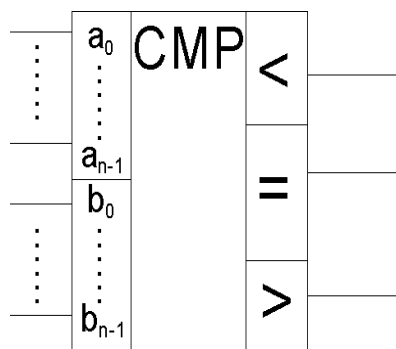 a₀ CMP <
aₙ₋₁
=
b₀
>
bₙ₋₁